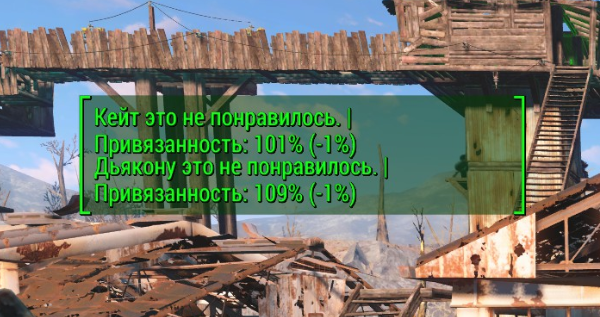 Кейт это не понравилось. |
Привязанность: 101% (-1%)
Дьякону это не понравилось. |
Привязанность: 109% (-1%)